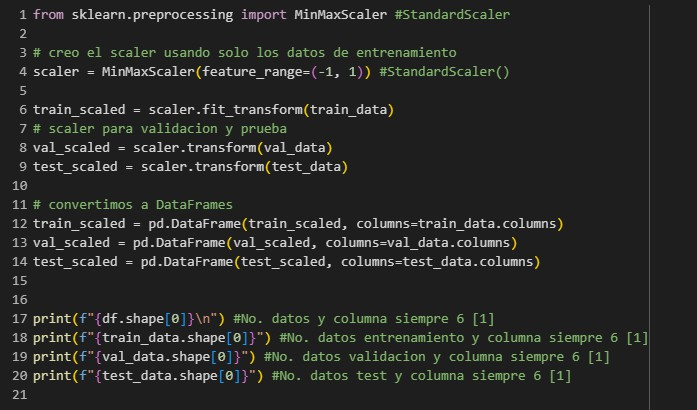 1 from sklearn.preprocessing import MinMaxScaler #StandardScaler
2
3 # creo el scaler usando solo los datos de entrenamiento
4 scaler = MinMaxScaler(feature_range=(-1, 1)) #StandardScaler()
5
6 train_scaled = scaler.fit_transform(train_data)
7 # scaler para validacion y prueba
8 val_scaled = scaler.transform(val_data)
9 test_scaled = scaler.transform(test_data)
10
11 # convertimos a DataFrames
12 train_scaled = pd.DataFrame(train_scaled, columns=train_data.columns)
13 val_scaled = pd.DataFrame(val_scaled, columns=val_data.columns)
14 test_scaled = pd.DataFrame(test_scaled, columns=test_data.columns)
15
16
17 print(f"{df.shape[0]}\n") #No. datos y columna siempre 6 [1]
18 print(f"{train_data.shape[0]}") #No. datos entrenamiento y columna siempre 6 [1]
19 print(f"{val_data.shape[0]}") #No. datos validacion y columna siempre 6 [1]
20 print(f"{test_data.shape[0]}") #No. datos test y columna siempre 6 [1]
21